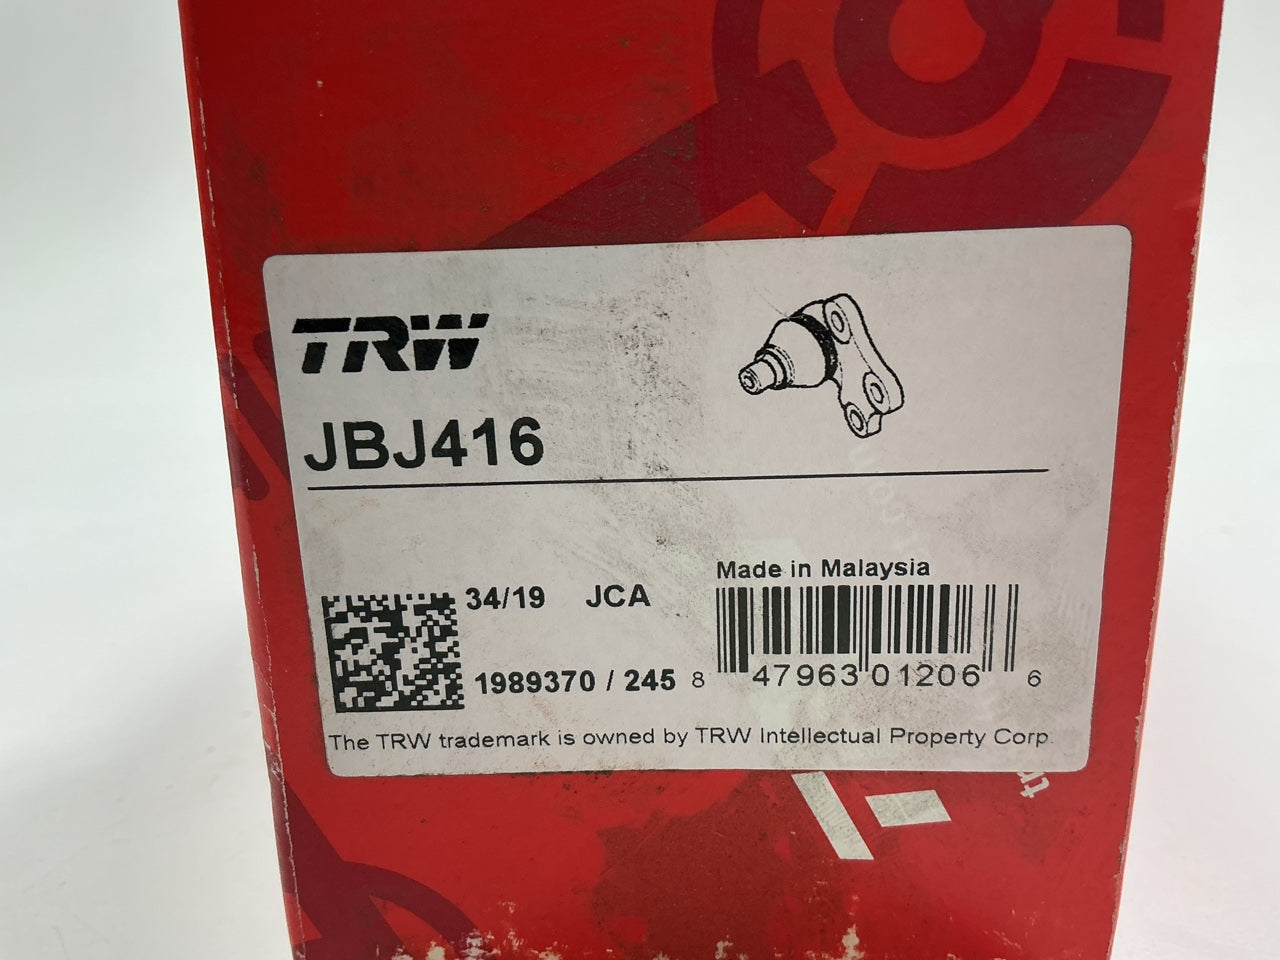 TRW
JBJ416
Made in Malaysia
34/19 JCA
1989370 / 245
8 47963 01206 6
The TRW trademark is owned by TRW Intellectual Property Corp.